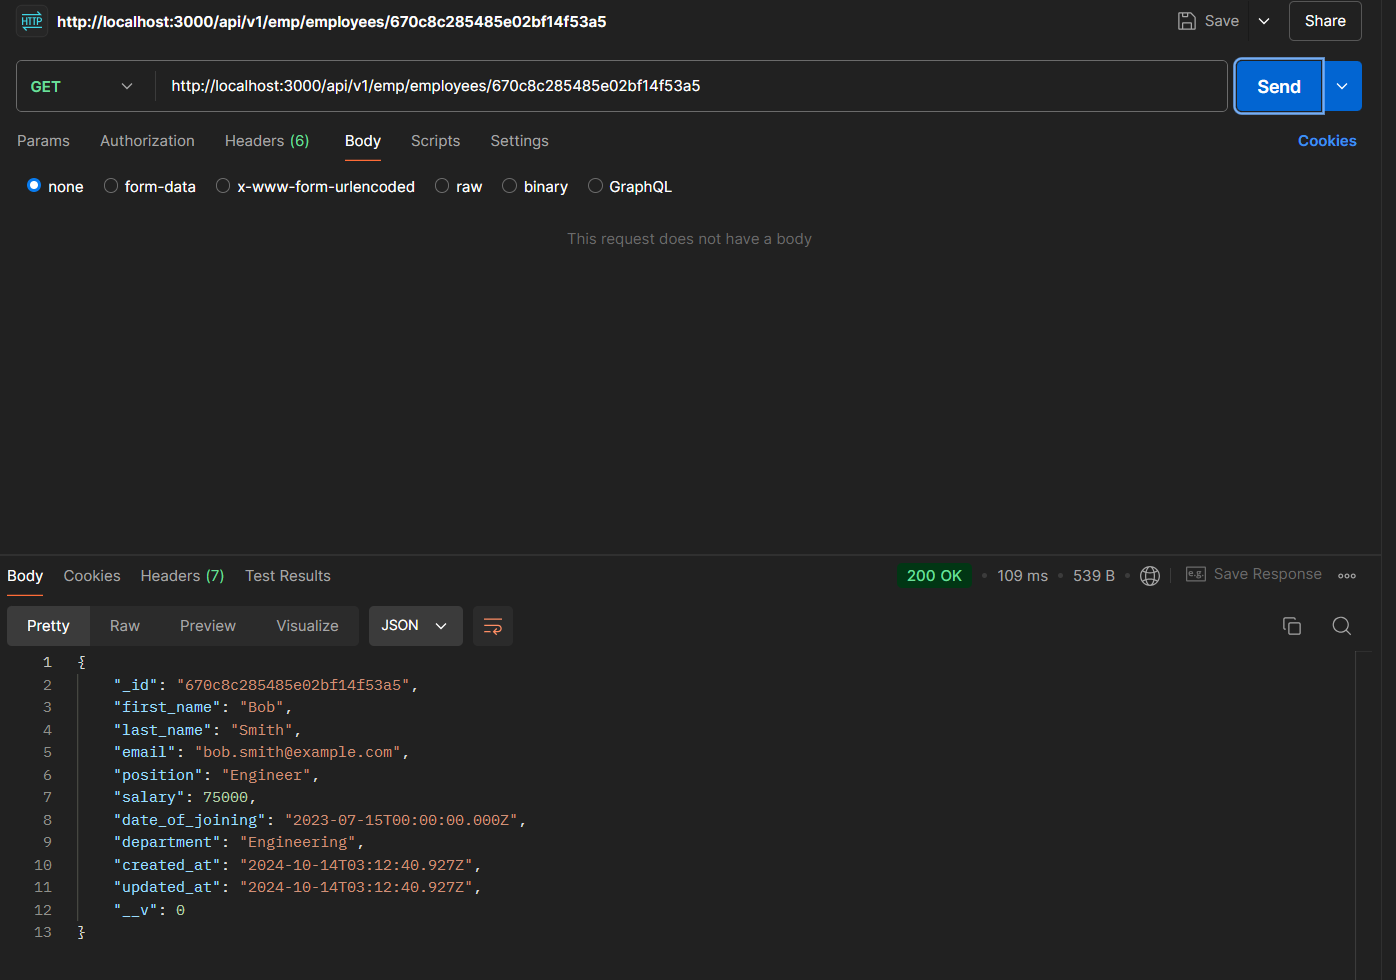 HTTP http://localhost:3000/api/v1/emp/employees/670c8c285485e02bf14f53a5 Save Share
GET http://localhost:3000/api/v1/emp/employees/670c8c285485e02bf14f53a5 Send
Params Authorization Headers (6) Body Scripts Settings Cookies
none form-data x-www-form-urlencoded raw binary GraphQL
This request does not have a body
Body Cookies Headers (7) Test Results 200 OK • 109 ms • 539 B • e.g. Save Response
Pretty Raw Preview Visualize JSON
1 {
2 "_id": "670c8c285485e02bf14f53a5",
3 "first_name": "Bob",
4 "last_name": "Smith",
5 "email": "bob.smith@example.com",
6 "position": "Engineer",
7 "salary": 75000,
8 "date_of_joining": "2023-07-15T00:00:00.000Z",
9 "department": "Engineering",
10 "created_at": "2024-10-14T03:12:40.927Z",
11 "updated_at": "2024-10-14T03:12:40.927Z",
12 "__v": 0
13 }